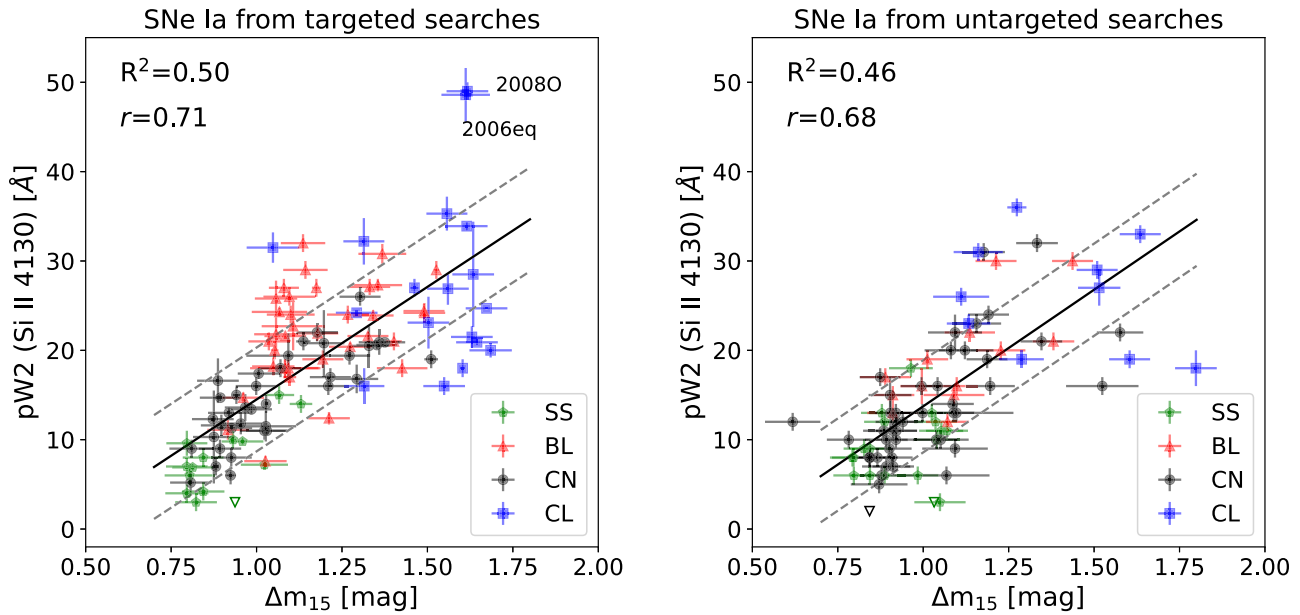 SNe Ia from targeted searches
R²=0.50
r=0.71
2008O
2006eq
pW2 (Si II 4130) [Å]
50
40
30
20
10
0
SS
BL
CN
CL
0.50
0.75
1.00
1.25
1.50
1.75
2.00
Δm₁₅ [mag]
SNe Ia from untargeted searches
R²=0.46
r=0.68
pW2 (Si II 4130) [Å]
50
40
30
20
10
0
SS
BL
CN
CL
0.50
0.75
1.00
1.25
1.50
1.75
2.00
Δm₁₅ [mag]